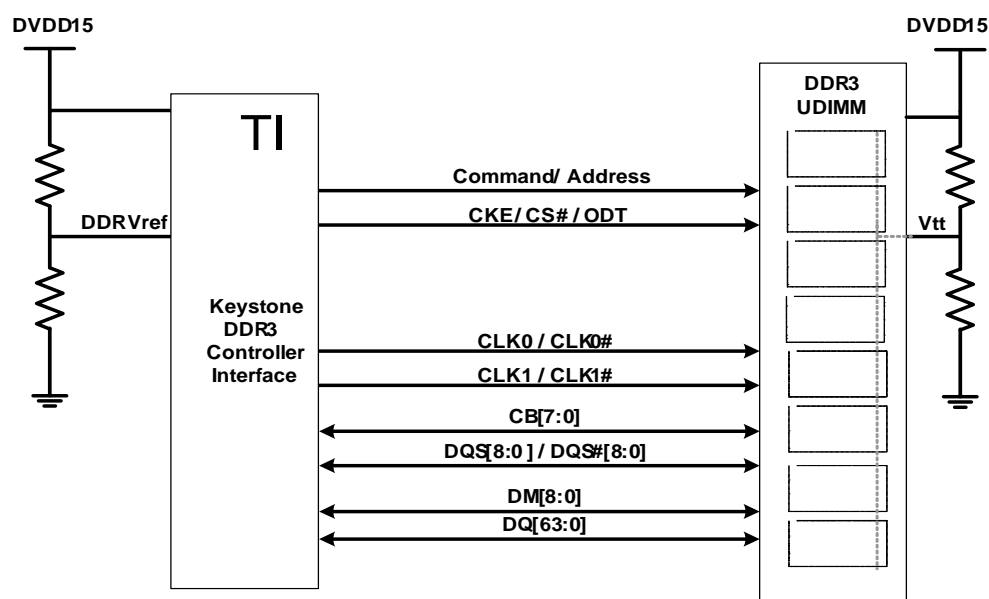 DVDD15
DVDD15
DDR3
UDIMM
TI
Command/ Address
CKE/ CS# / ODT
DDRVref
Vtt
Keystone
DDR3
Controller
Interface
CLK0 / CLK0#
CLK1 / CLK1#
CB[7:0]
DQS[8:0] / DQS#[8:0]
DM[8:0]
DQ[63:0]